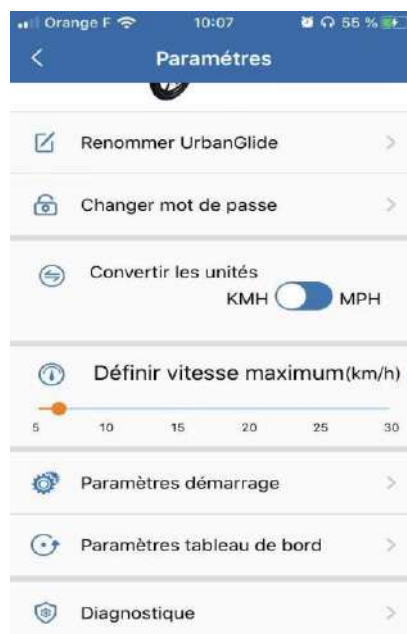 Orange F 10:07 55 %
Paramétres
Renommer UrbanGlide
Changer mot de passe
Convertir les unités
KMH MPH
Définir vitesse maximum(km/h)
5 10 15 20 25 30
Paramètres démarrage
Paramètres tableau de bord
Diagnostique